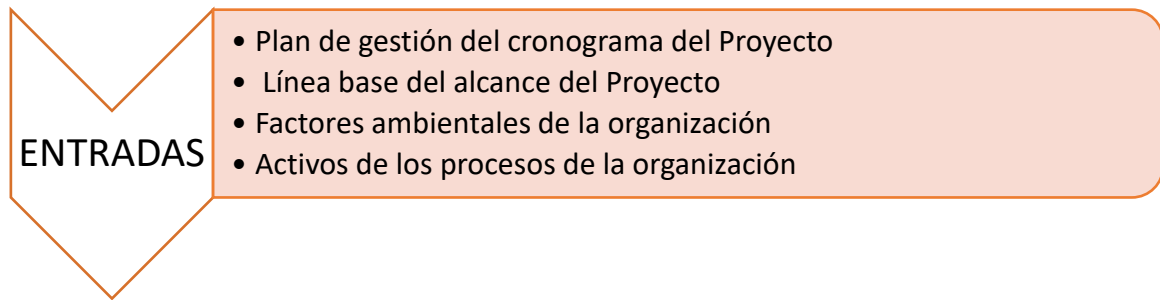 ENTRADAS
• Plan de gestión del cronograma del Proyecto
• Línea base del alcance del Proyecto
• Factores ambientales de la organización
• Activos de los procesos de la organización